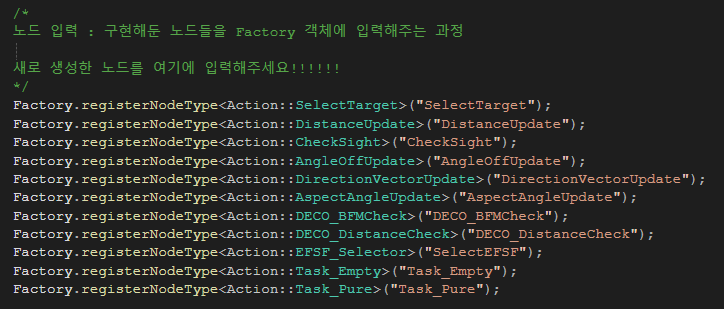 /*
노드 입력 : 구현해둔 노드들을 Factory 객체에 입력해주는 과정
새로 생성한 노드를 여기에 입력해주세요!!!!!!
*/
Factory.registerNodeType<Action::SelectTarget>("SelectTarget");
Factory.registerNodeType<Action::DistanceUpdate>("DistanceUpdate");
Factory.registerNodeType<Action::CheckSight>("CheckSight");
Factory.registerNodeType<Action::AngleOffUpdate>("AngleOffUpdate");
Factory.registerNodeType<Action::DirectionVectorUpdate>("DirectionVectorUpdate");
Factory.registerNodeType<Action::AspectAngleUpdate>("AspectAngleUpdate");
Factory.registerNodeType<Action::DECO_BFMCheck>("DECO_BFMCheck");
Factory.registerNodeType<Action::DECO_DistanceCheck>("DECO_DistanceCheck");
Factory.registerNodeType<Action::EFSF_Selector>("SelectEFSF");
Factory.registerNodeType<Action::Task_Empty>("Task_Empty");
Factory.registerNodeType<Action::Task_Pure>("Task_Pure");